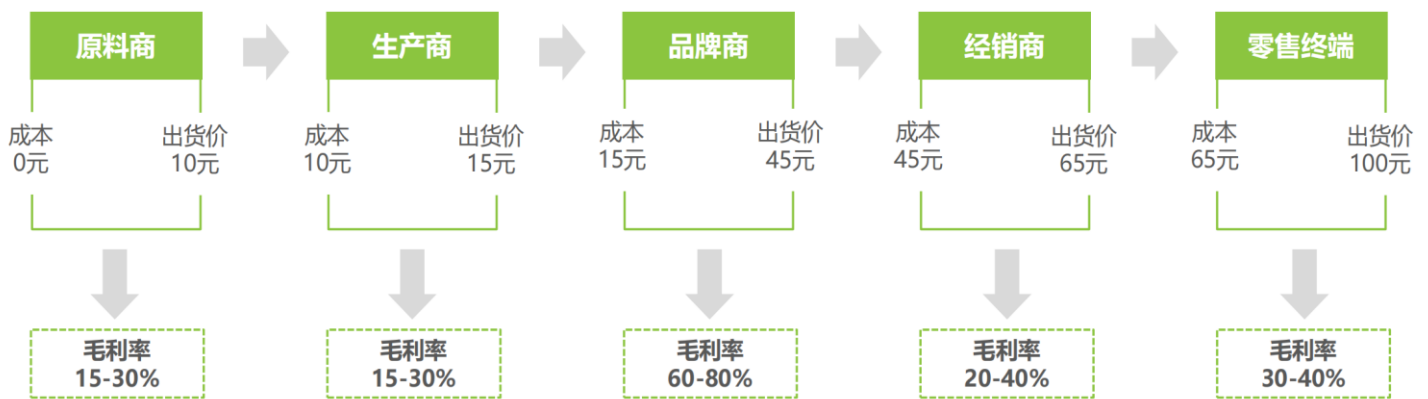 原料商
生产商
品牌商
经销商
零售终端
成本
0元
出货价
10元
成本
10元
出货价
15元
成本
15元
出货价
45元
成本
45元
出货价
65元
成本
65元
出货价
100元
毛利率
15-30%
毛利率
15-30%
毛利率
60-80%
毛利率
20-40%
毛利率
30-40%